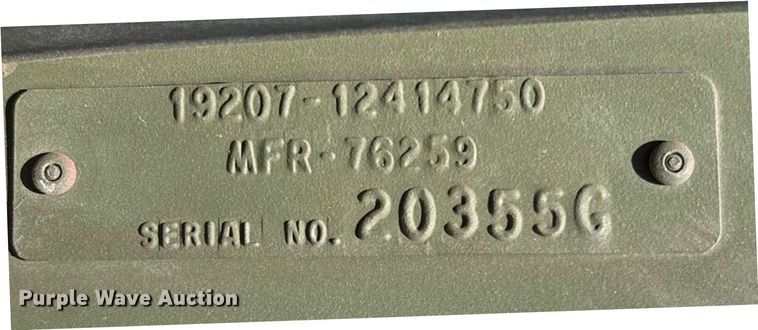 19207-12414750
MFR-76259
SERIAL NO. 20355G
Purple Wave Auction